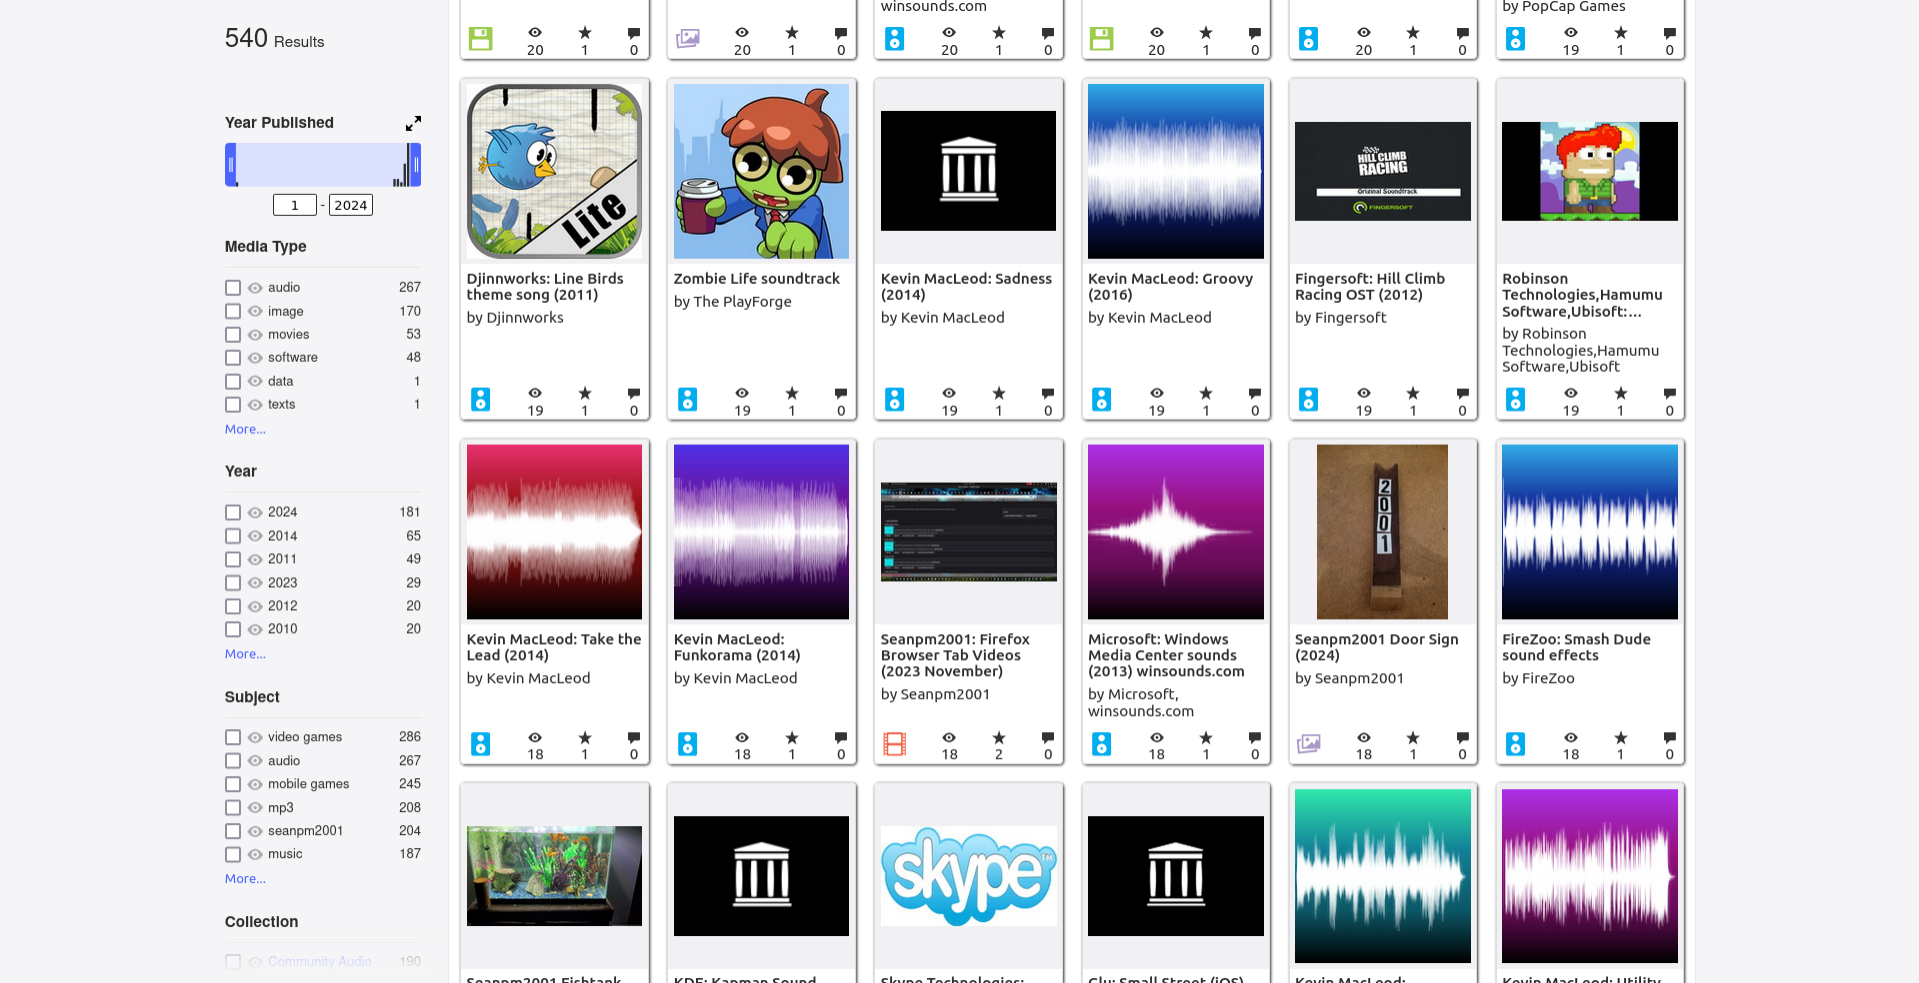 540 Results
Year Published
1 - 2024
Media Type
audio 267
image 170
movies 53
software 48
data 1
texts 1
More...
Year
2024 181
2014 65
2011 49
2023 29
2012 20
2010 20
More...
Subject
video games 286
audio 267
mobile games 245
mp3 208
seanpm2001 204
music 187
More...
Collection
Community Audio 190
winsounds.com
by PopCap Games
20 1 0
20 1 0
20 1 0
20 1 0
20 1 0
19 1 0
Lite
Djinnworks: Line Birds
theme song (2011)
by Djinnworks
19 1 0
Zombie Life soundtrack
by The PlayForge
19 1 0
Kevin MacLeod: Sadness
(2014)
by Kevin MacLeod
19 1 0
Kevin MacLeod: Groovy
(2016)
by Kevin MacLeod
19 1 0
HILL CLIMB
RACING
Original Soundtrack
FINGERSOFT
Fingersoft: Hill Climb
Racing OST (2012)
by Fingersoft
19 1 0
Robinson
Technologies,Hamumu
Software,Ubisoft:...
by Robinson
Technologies,Hamumu
Software,Ubisoft
19 1 0
Kevin MacLeod: Take the
Lead (2014)
by Kevin MacLeod
18 1 0
Kevin MacLeod:
Funkorama (2014)
by Kevin MacLeod
18 1 0
Seanpm2001: Firefox
Browser Tab Videos
(2023 November)
by Seanpm2001
18 2 0
Microsoft: Windows
Media Center sounds
(2013) winsounds.com
by Microsoft,
winsounds.com
18 1 0
2001
Seanpm2001 Door Sign
(2024)
by Seanpm2001
18 1 0
FireZoo: Smash Dude
sound effects
by FireZoo
18 1 0
skype™
Seanpm2001 Fishtank
KDE: Kapman Sound
Skype Technologies:
Glu: Small Street (iOS)
Kevin MacLeod:
Kevin MacLeod: Utility